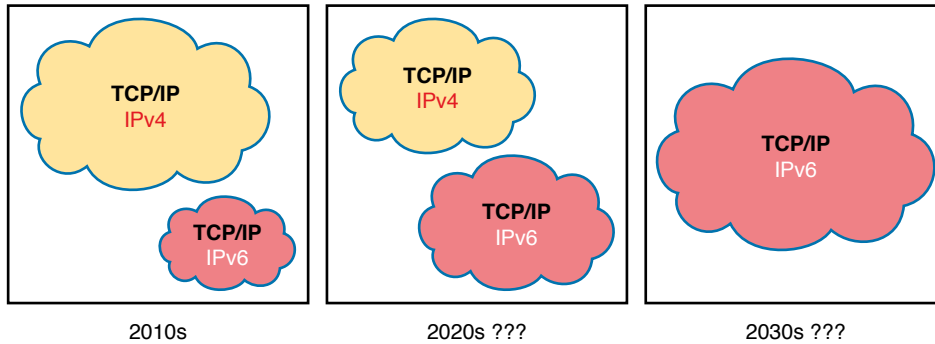 TCP/IP
IPv4
TCP/IP
IPv6
2010s
TCP/IP
IPv4
TCP/IP
IPv6
2020s ???
TCP/IP
IPv6
2030s ???